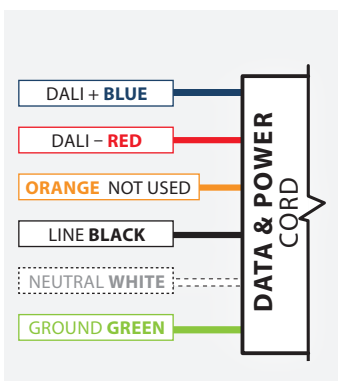 DALI + BLUE
DALI – RED
ORANGE NOT USED
LINE BLACK
NEUTRAL WHITE
GROUND GREEN
DATA & POWER
CORD